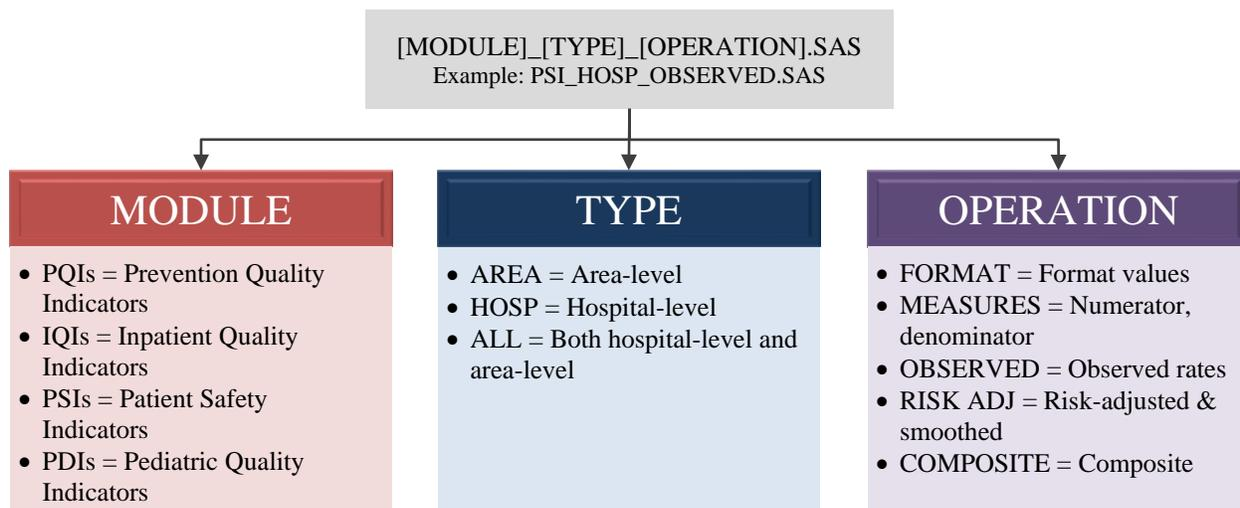 [MODULE]_[TYPE]_[OPERATION].SAS
Example: PSI_HOSP_OBSERVED.SAS
MODULE
• PQIs = Prevention Quality
Indicators
• IQIs = Inpatient Quality
Indicators
• PSIs = Patient Safety
Indicators
• PDIs = Pediatric Quality
Indicators
TYPE
• AREA = Area-level
• HOSP = Hospital-level
• ALL = Both hospital-level and
area-level
OPERATION
• FORMAT = Format values
• MEASURES = Numerator,
denominator
• OBSERVED = Observed rates
• RISK ADJ = Risk-adjusted &
smoothed
• COMPOSITE = Composite